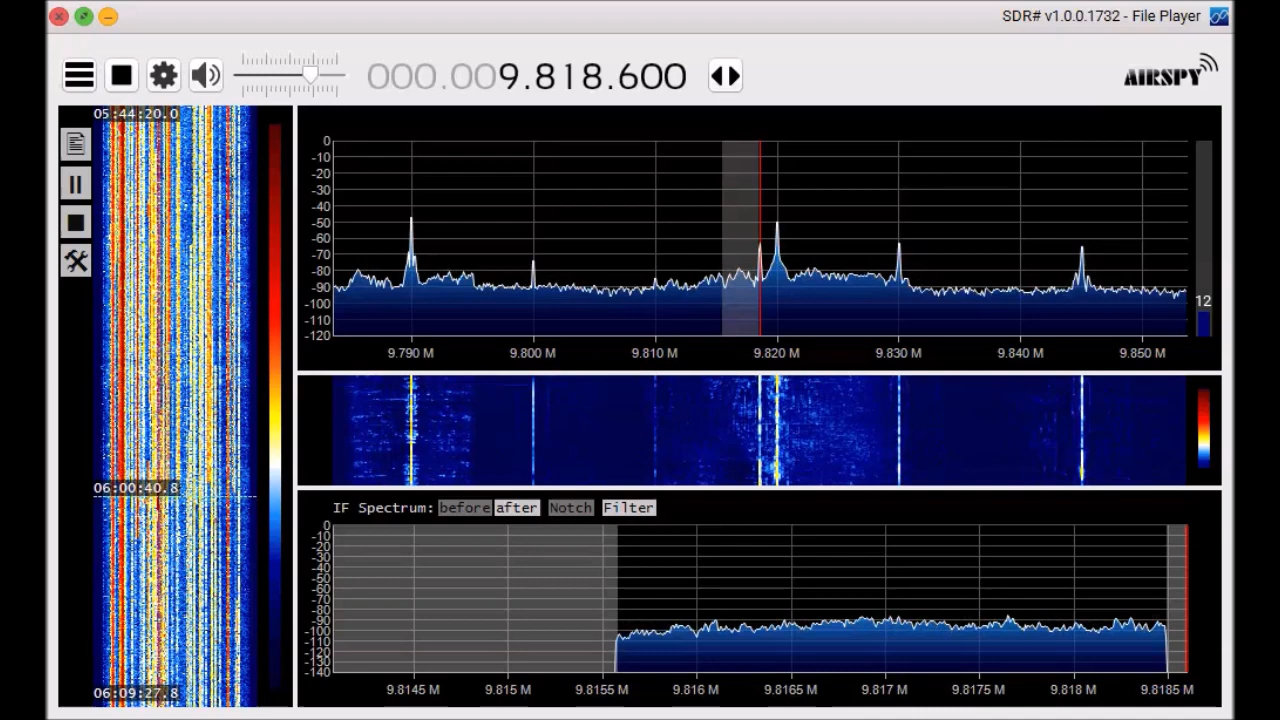 SDR# v1.0.0.1732 - File Player
000.009.818.600
AIRSPY
05:44:20.0
06:00:40.8
06:09:27.8
0
-10
-20
-30
-40
-50
-60
-70
-80
-90
-100
-110
-120
9.790 M
9.800 M
9.810 M
9.820 M
9.830 M
9.840 M
9.850 M
12
IF Spectrum: before after Notch Filter
0
-10
-20
-30
-40
-50
-60
-70
-80
-90
-100
-110
-120
-130
-140
9.8145 M
9.815 M
9.8155 M
9.816 M
9.8165 M
9.817 M
9.8175 M
9.818 M
9.8185 M